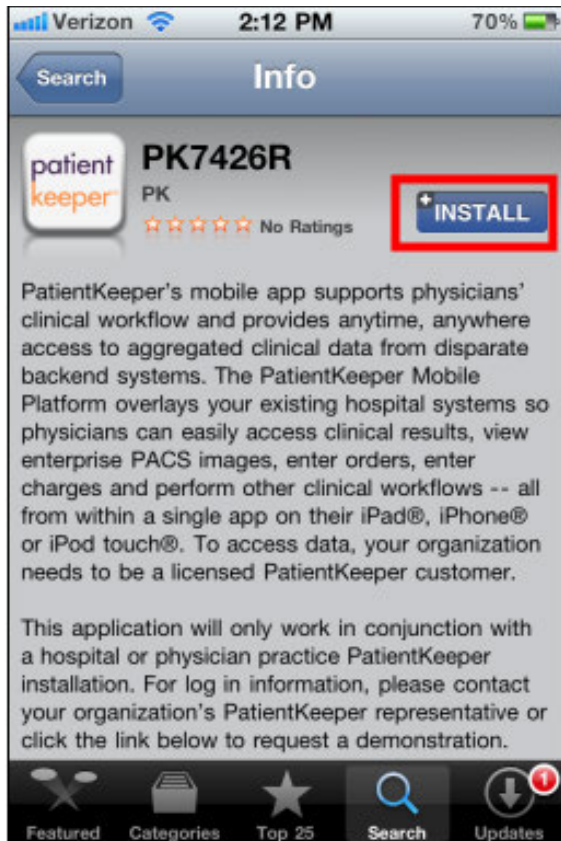 Verizon 2:12 PM 70%
Search Info
patient
keeper
PK7426R
PK
No Ratings
INSTALL
PatientKeeper's mobile app supports physicians'
clinical workflow and provides anytime, anywhere
access to aggregated clinical data from disparate
backend systems. The PatientKeeper Mobile
Platform overlays your existing hospital systems so
physicians can easily access clinical results, view
enterprise PACS images, enter orders, enter
charges and perform other clinical workflows -- all
from within a single app on their iPad®, iPhone®
or iPod touch®. To access data, your organization
needs to be a licensed PatientKeeper customer.
This application will only work in conjunction with
a hospital or physician practice PatientKeeper
installation. For log in information, please contact
your organization's PatientKeeper representative or
click the link below to request a demonstration.
1
Featured Categories Top 25 Search Updates